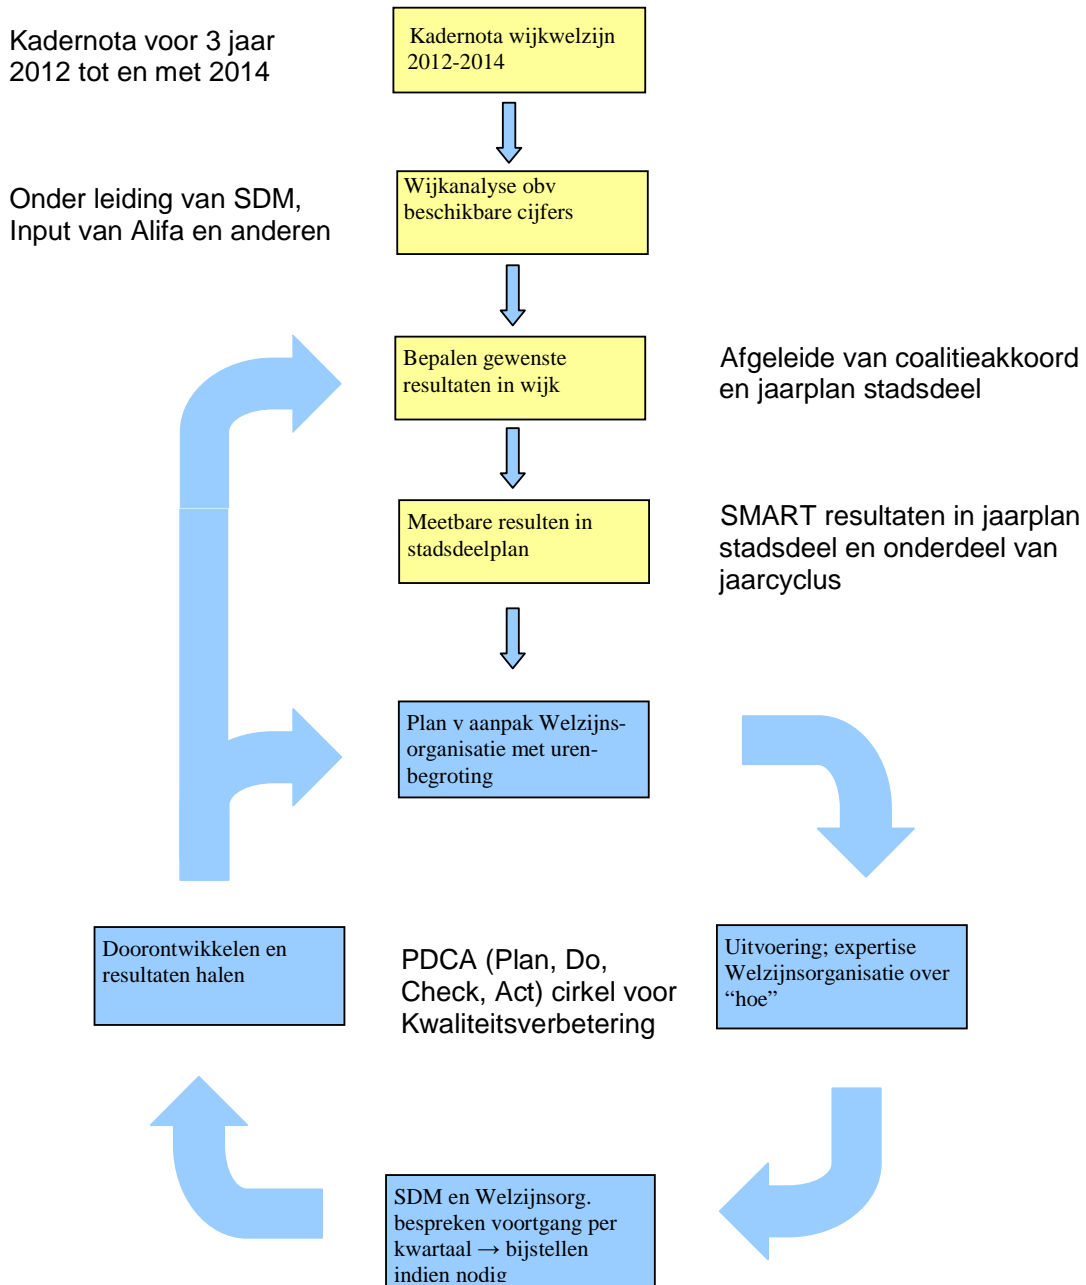 Kadernota voor 3 jaar
2012 tot en met 2014
Kadernota wijkwelzijn
2012-2014
Onder leiding van SDM,
Input van Alifa en anderen
Wijkanalyse obv
beschikbare cijfers
Bepalen gewenste
resultaten in wijk
Afgeleide van coalitieakkoord
en jaarplan stadsdeel
Meetbare resulten in
stadsdeelplan
SMART resultaten in jaarplan
stadsdeel en onderdeel van
jaarcyclus
Plan v aanpak Welzijns-
organisatie met uren-
begroting
Doorontwikkelen en
resultaten halen
PDCA (Plan, Do,
Check, Act) cirkel voor
Kwaliteitsverbetering
Uitvoering; expertise
Welzijnsorganisatie over
“hoe”
SDM en Welzijnsorg.
bespreken voortgang per
kwartaal → bijstellen
indien nodig